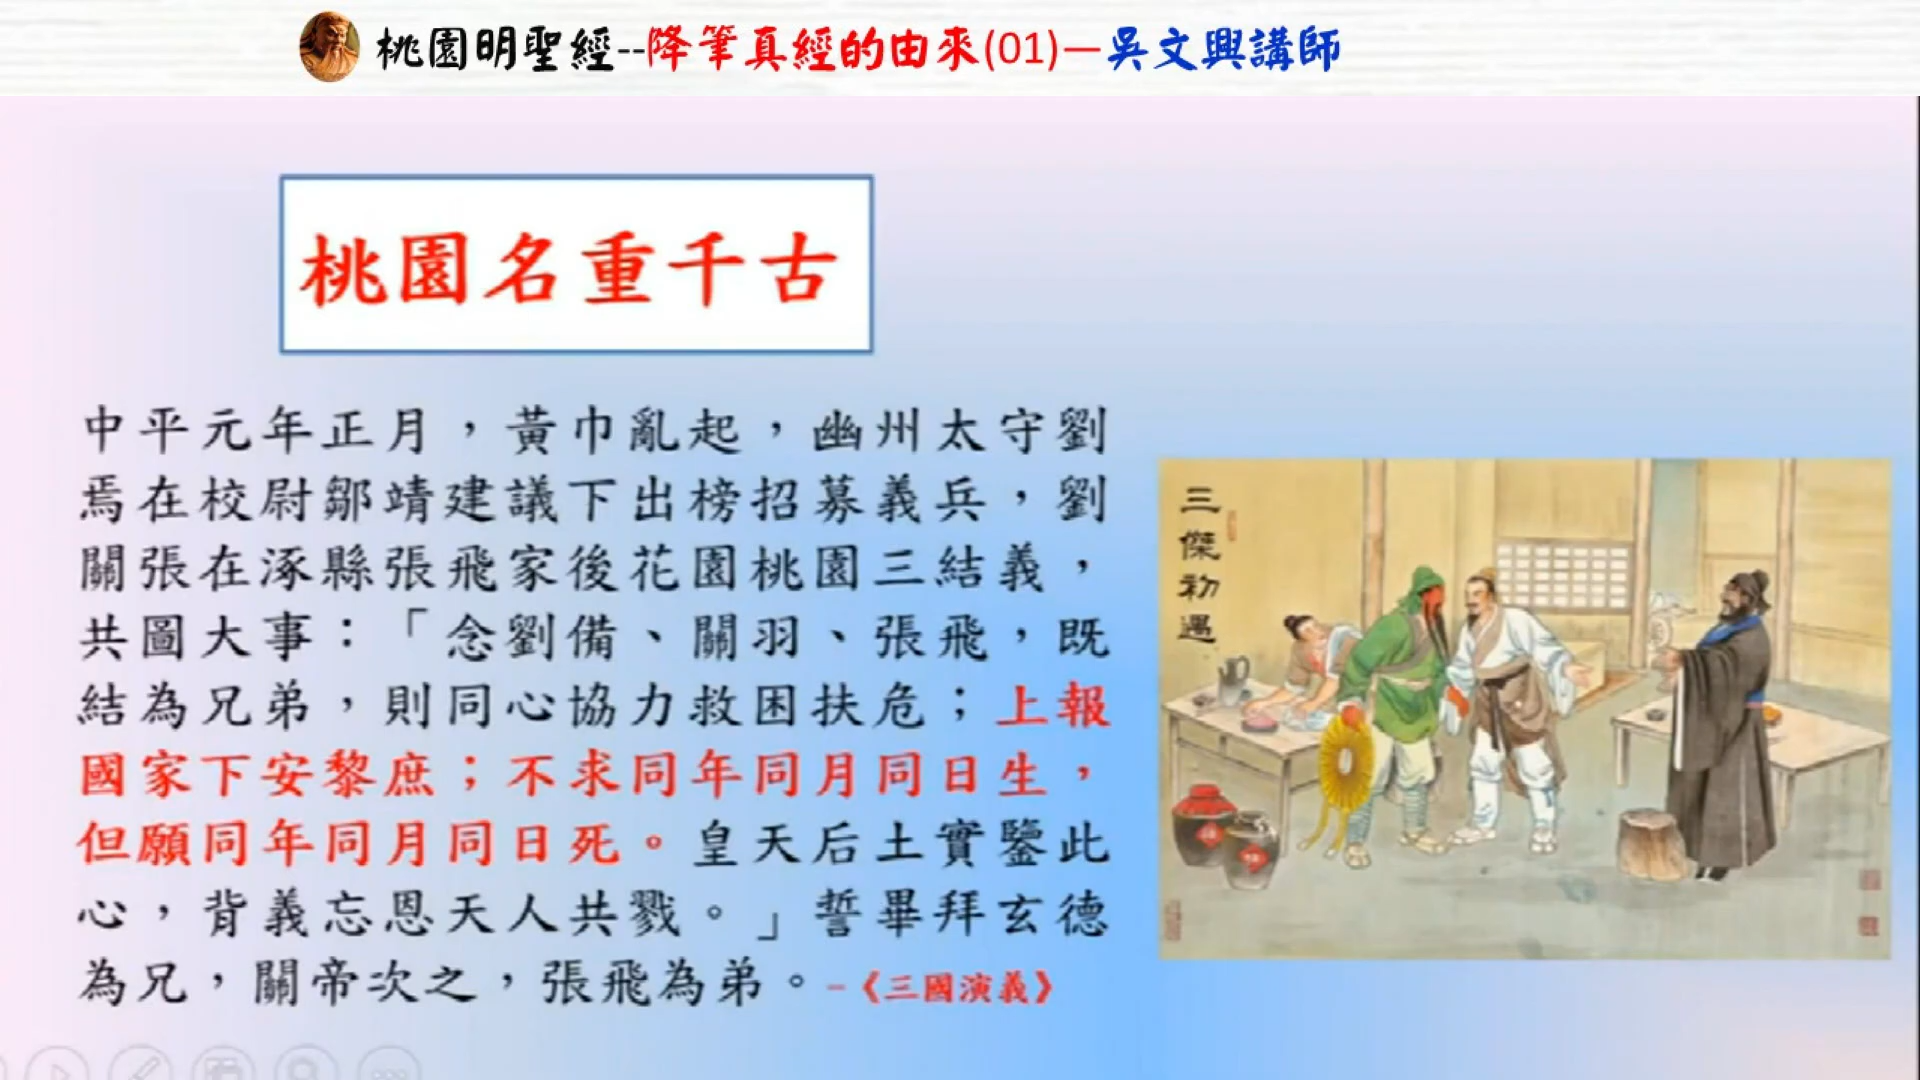 桃園明聖經--降筆真經的由來(01)—吳文興講師
桃園名重千古
中平元年正月，黃巾亂起，幽州太守劉
焉在校尉鄒靖建議下出榜招募義兵，劉
關張在涿縣張飛家後花園桃園三結義，
共圖大事：「念劉備、關羽、張飛，既
結為兄弟，則同心協力救困扶危；上報
國家下安黎庶；不求同年同月同日生，
但願同年同月同日死。皇天后土實鑒此
心，背義忘恩天人共戮。」誓畢拜玄德
為兄，關帝次之，張飛為弟。–《三國演義》
三傑初遇